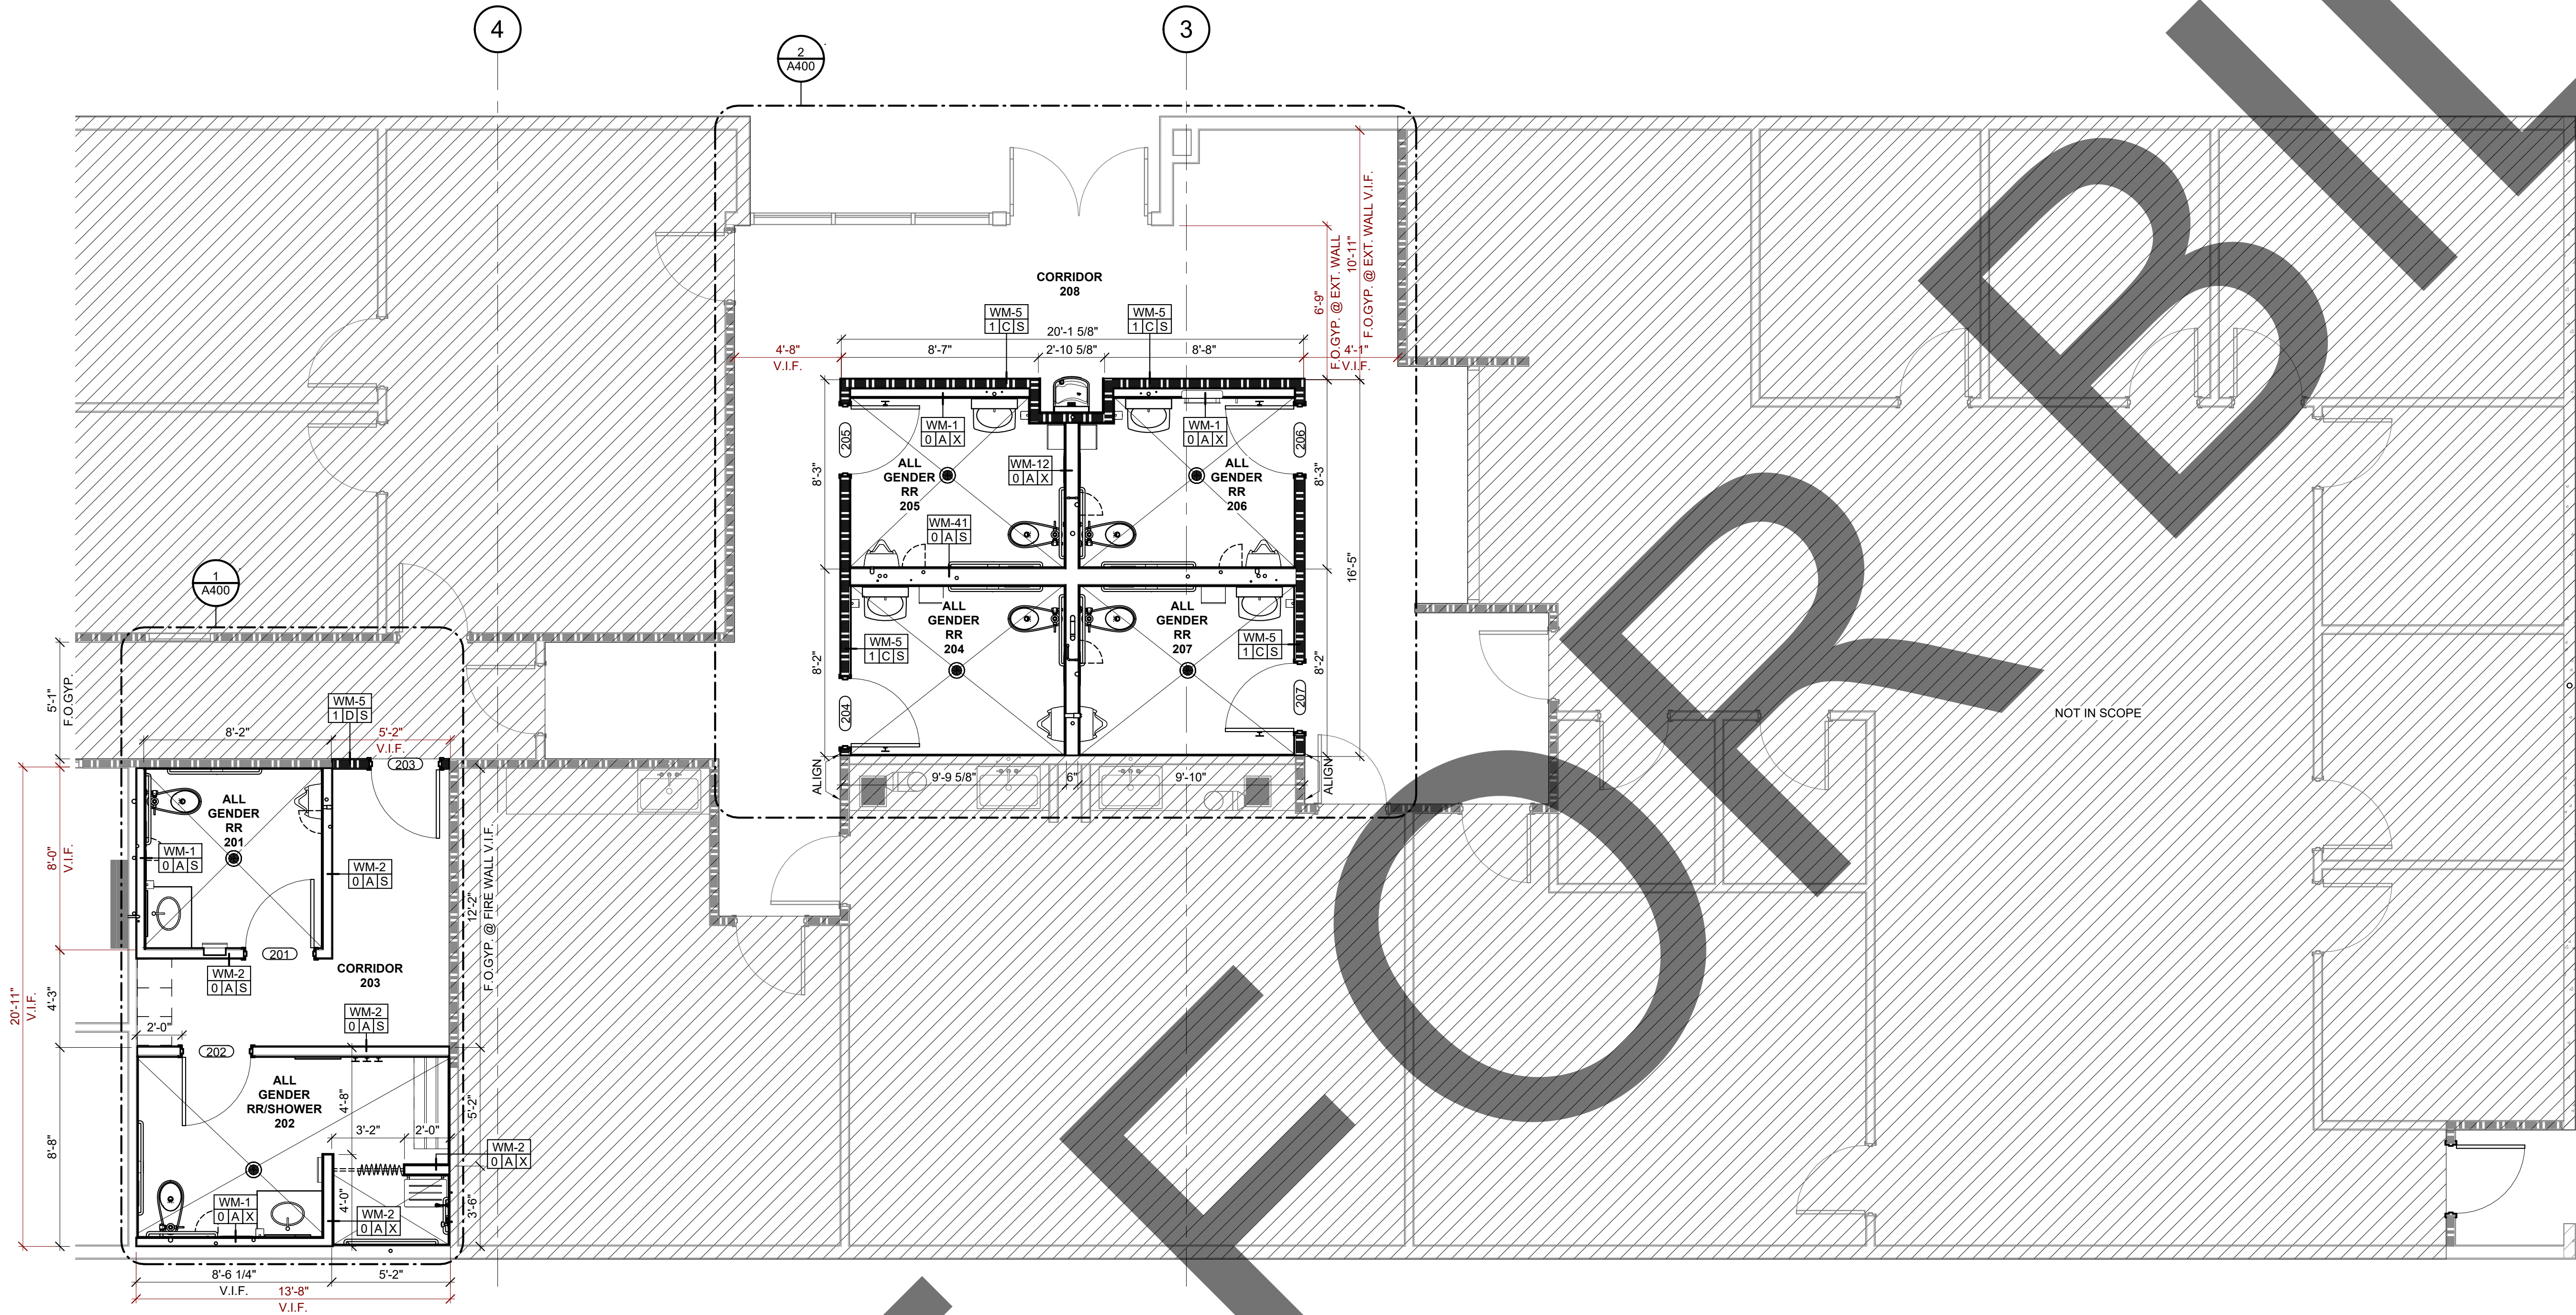 4
3
2
A400
CORRIDOR
208
WM-5
1 C S
WM-5
1 C S
20'-1 5/8"
4'-8"
V.I.F.
8'-7"
2'-10 5/8"
8'-8"
4'-1"
V.I.F.
6'-9"
F.O.GYP. @ EXT. WALL
10'-11"
F.O.GYP. @ EXT. WALL V.I.F.
205
WM-1
0 A X
WM-1
0 A X
206
8'-3"
ALL
GENDER
RR
205
WM-12
0 A X
ALL
GENDER
RR
206
8'-3"
WM-41
0 A S
16'-5"
8'-2"
WM-5
1 C S
ALL
GENDER
RR
204
ALL
GENDER
RR
207
WM-5
1 C S
8'-2"
204
207
ALIGN
9'-9 5/8"
6"
9'-10"
ALIGN
NOT IN SCOPE
1
A400
5'-1"
F.O.GYP.
WM-5
1 D S
8'-2"
5'-2"
V.I.F.
203
ALL
GENDER
RR
201
WM-1
0 A S
WM-2
0 A S
8'-0"
V.I.F.
12'-2"
F.O.GYP. @ FIRE WALL V.I.F.
201
WM-2
0 A S
CORRIDOR
203
20'-11"
V.I.F.
4'-3"
2'-0"
WM-2
0 A S
202
ALL
GENDER
RR/SHOWER
202
4'-8"
5'-2"
8'-8"
3'-2"
2'-0"
WM-2
0 A X
WM-1
0 A X
4'-0"
WM-2
0 A X
3'-6"
8'-6 1/4"
V.I.F.
5'-2"
13'-8"
V.I.F.
FOR